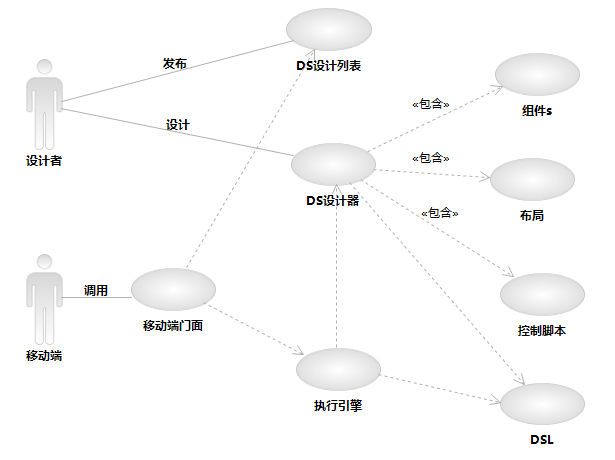 发布
DS设计列表
«包含»
组件s
设计者
设计
«包含»
DS设计器
布局
«包含»
调用
移动端门面
移动端
控制脚本
执行引擎
DSL